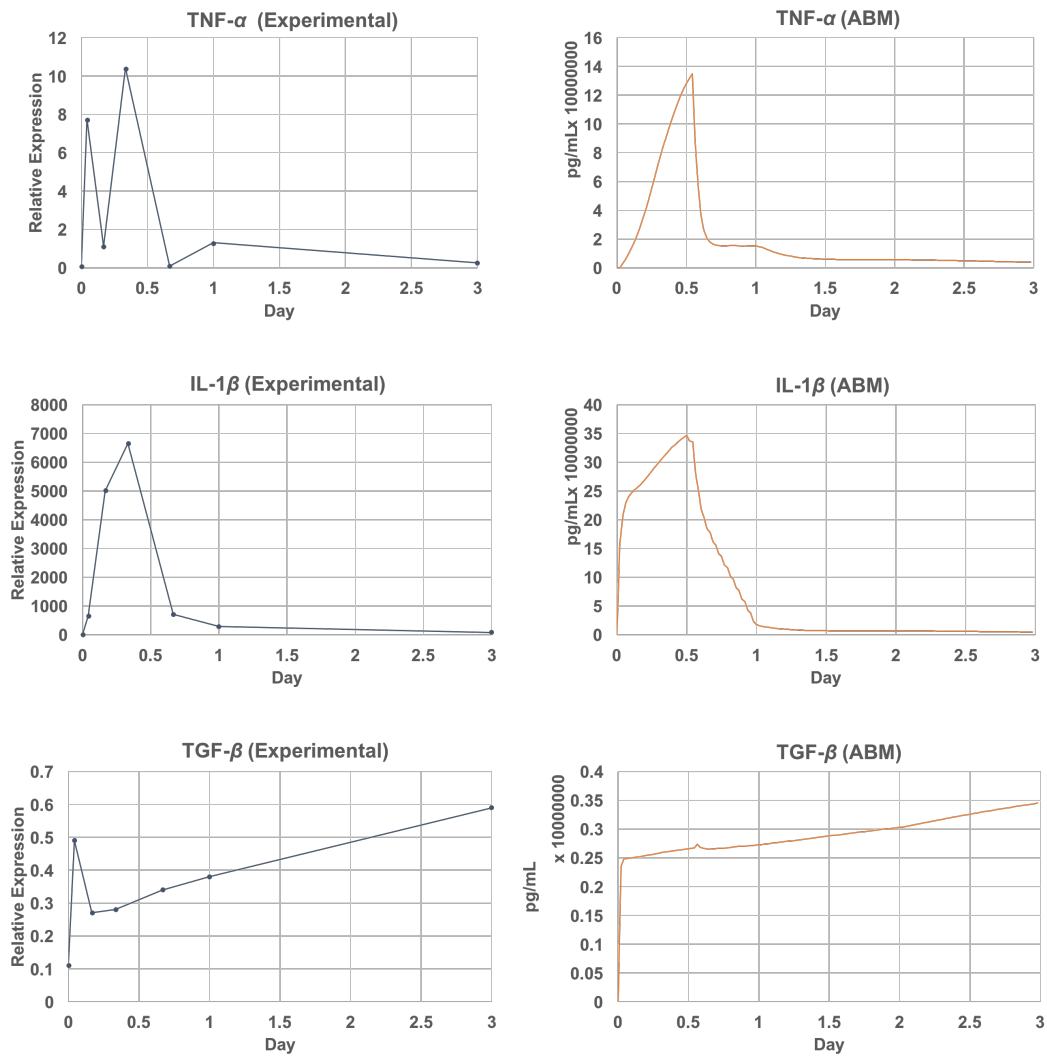 TNF-α (Experimental)
12
10
8
6
4
2
0
Relative Expression
0 0.5 1 1.5 2 2.5 3
Day
TNF-α (ABM)
16
14
12
10
8
6
4
2
0
pg/mLx 10000000
0 0.5 1 1.5 2 2.5 3
Day
IL-1β (Experimental)
8000
7000
6000
5000
4000
3000
2000
1000
0
Relative Expression
0 0.5 1 1.5 2 2.5 3
Day
IL-1β (ABM)
40
35
30
25
20
15
10
5
0
pg/mLx 10000000
0 0.5 1 1.5 2 2.5 3
Day
TGF-β (Experimental)
0.7
0.6
0.5
0.4
0.3
0.2
0.1
0
Relative Expression
0 0.5 1 1.5 2 2.5 3
Day
TGF-β (ABM)
0.4
0.35
0.3
0.25
0.2
0.15
0.1
0.05
0
pg/mL
x 10000000
0 0.5 1 1.5 2 2.5 3
Day